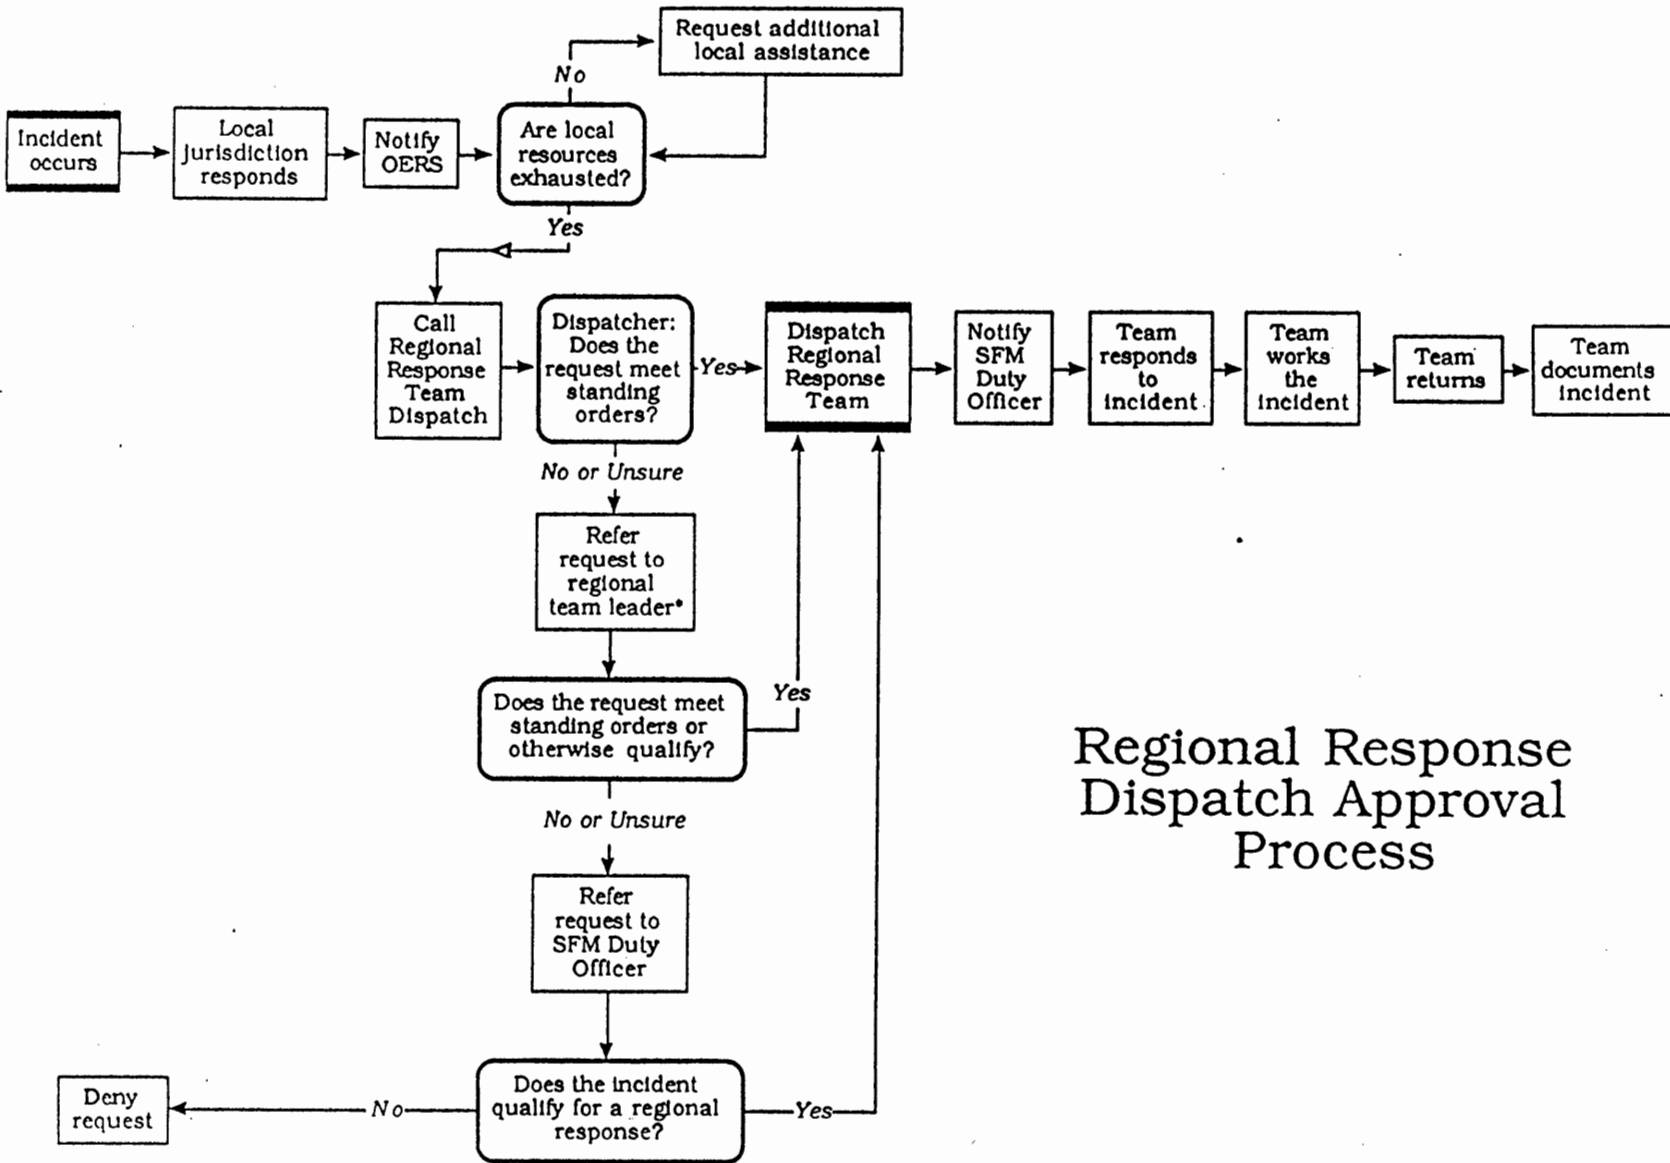 Request additional
local assistance
No
Incident
occurs
Local
Jurisdiction
responds
Notify
OERS
Are local
resources
exhausted?
Yes
Call
Regional
Response
Team
Dispatch
Dispatcher:
Does the
request meet
standing
orders?
Yes
Dispatch
Regional
Response
Team
Notify
SFM
Duty
Officer
Team
responds
to
incident
Team
works
the
incident
Team
returns
Team
documents
incident
No or Unsure
Refer
request to
regional
team leader*
Does the request meet
standing orders or
otherwise qualify?
Yes
No or Unsure
Refer
request to
SFM Duty
Officer
Does the incident
qualify for a regional
response?
Yes
No
Deny
request
Regional Response
Dispatch Approval
Process